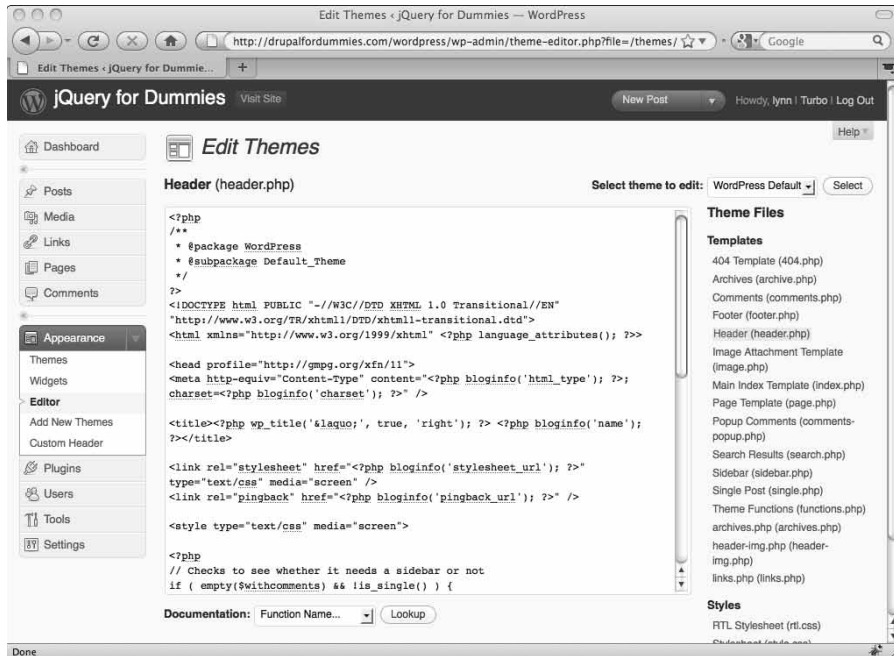 Edit Themes ‹ jQuery for Dummies — WordPress
http://drupalfordummies.com/wordpress/wp-admin/theme-editor.php?file=/themes/
Google
Edit Themes ‹ jQuery for Dummie...
+
jQuery for Dummies
Visit Site
New Post
Howdy, lynn | Turbo | Log Out
Help
Dashboard
Posts
Media
Links
Pages
Comments
Appearance
Themes
Widgets
Editor
Add New Themes
Custom Header
Plugins
Users
Tools
Settings
Edit Themes
Header (header.php)
Select theme to edit: WordPress Default Select
<?php
/**
 * @package WordPress
 * @subpackage Default_Theme
 */
?>
<!DOCTYPE html PUBLIC "-//W3C//DTD XHTML 1.0 Transitional//EN"
"http://www.w3.org/TR/xhtml1/DTD/xhtml1-transitional.dtd">
<html xmlns="http://www.w3.org/1999/xhtml" <?php language_attributes(); ?>>
<head profile="http://gmpg.org/xfn/11">
<meta http-equiv="Content-Type" content="<?php bloginfo('html_type'); ?>;
charset=<?php bloginfo('charset'); ?>" />
<title><?php wp_title('&laquo;', true, 'right'); ?> <?php bloginfo('name');
?></title>
<link rel="stylesheet" href="<?php bloginfo('stylesheet_url'); ?>"
type="text/css" media="screen" />
<link rel="pingback" href="<?php bloginfo('pingback_url'); ?>" />
<style type="text/css" media="screen">
<?php
// Checks to see whether it needs a sidebar or not
if ( empty($withcomments) && !is_single() ) {
Documentation: Function Name... Lookup
Theme Files
Templates
404 Template (404.php)
Archives (archive.php)
Comments (comments.php)
Footer (footer.php)
Header (header.php)
Image Attachment Template
(image.php)
Main Index Template (index.php)
Page Template (page.php)
Popup Comments (comments-
popup.php)
Search Results (search.php)
Sidebar (sidebar.php)
Single Post (single.php)
Theme Functions (functions.php)
archives.php (archives.php)
header-img.php (header-
img.php)
links.php (links.php)
Styles
RTL Stylesheet (rtl.css)
Stylesheet (style.css)
Done